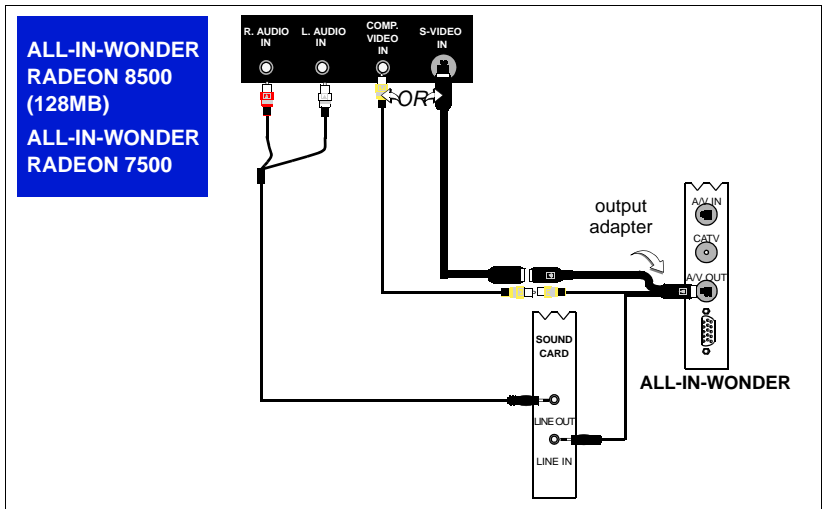 ALL-IN-WONDER
RADEON 8500
(128MB)
ALL-IN-WONDER
RADEON 7500
R. AUDIO
IN
L. AUDIO
IN
COMP.
VIDEO
IN
S-VIDEO
IN
OR
output
adapter
A/V IN
CATV
A/V OUT
ALL-IN-WONDER
SOUND
CARD
LINE OUT
LINE IN